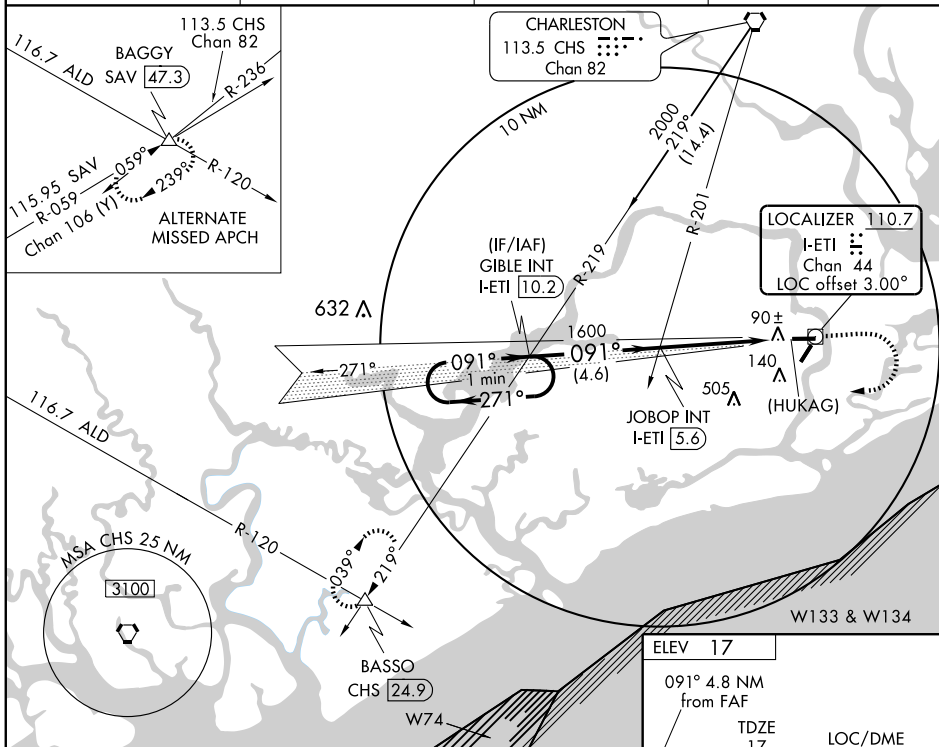 113.5 CHS
Chan 82
BAGGY
SAV 47.3
116.7 ALD
R-236
059°
239°
115.95 SAV
R-059
Chan 106 (Y)
R-120
ALTERNATE
MISSED APCH
CHARLESTON
113.5 CHS
Chan 82
10 NM
2000
219°
(14.4)
R-201
R-219
LOCALIZER 110.7
I-ETI
Chan 44
LOC offset 3.00°
(IF/IAF)
GIBLE INT
I-ETI 10.2
632
1600
90±
271°
091°
091°
1 min
(4.6)
140
271°
505
(HUKAG)
JOBOP INT
I-ETI 5.6
116.7 ALD
R-120
039°
219°
MSA CHS 25 NM
3100
BASSO
CHS 24.9
W133 & W134
W74
ELEV 17
091° 4.8 NM
from FAF
TDZE
17
LOC/DME